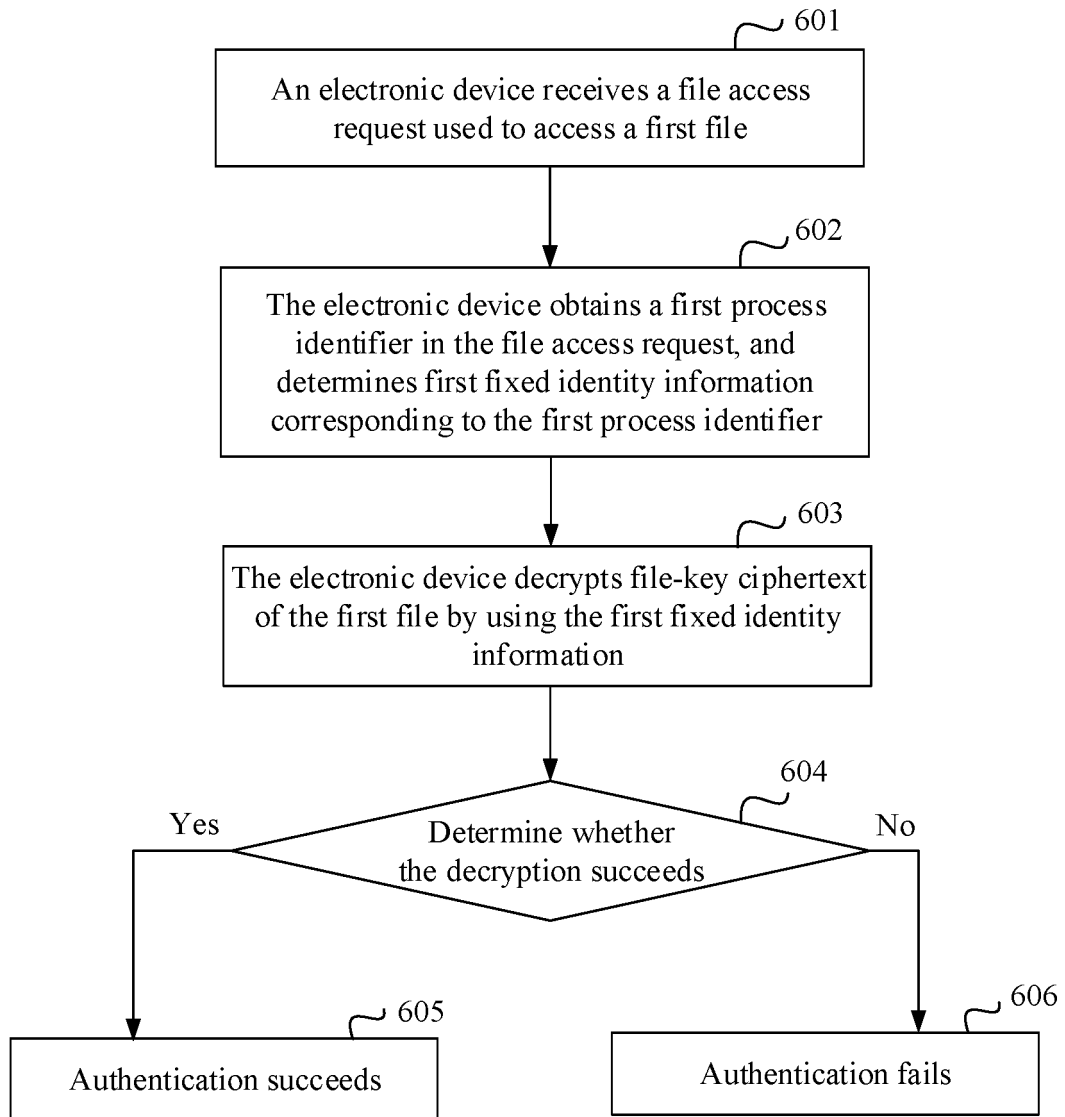 601
An electronic device receives a file access
request used to access a first file
602
The electronic device obtains a first process
identifier in the file access request, and
determines first fixed identity information
corresponding to the first process identifier
603
The electronic device decrypts file-key ciphertext
of the first file by using the first fixed identity
information
604
Yes
Determine whether
the decryption succeeds
No
605
Authentication succeeds
606
Authentication fails